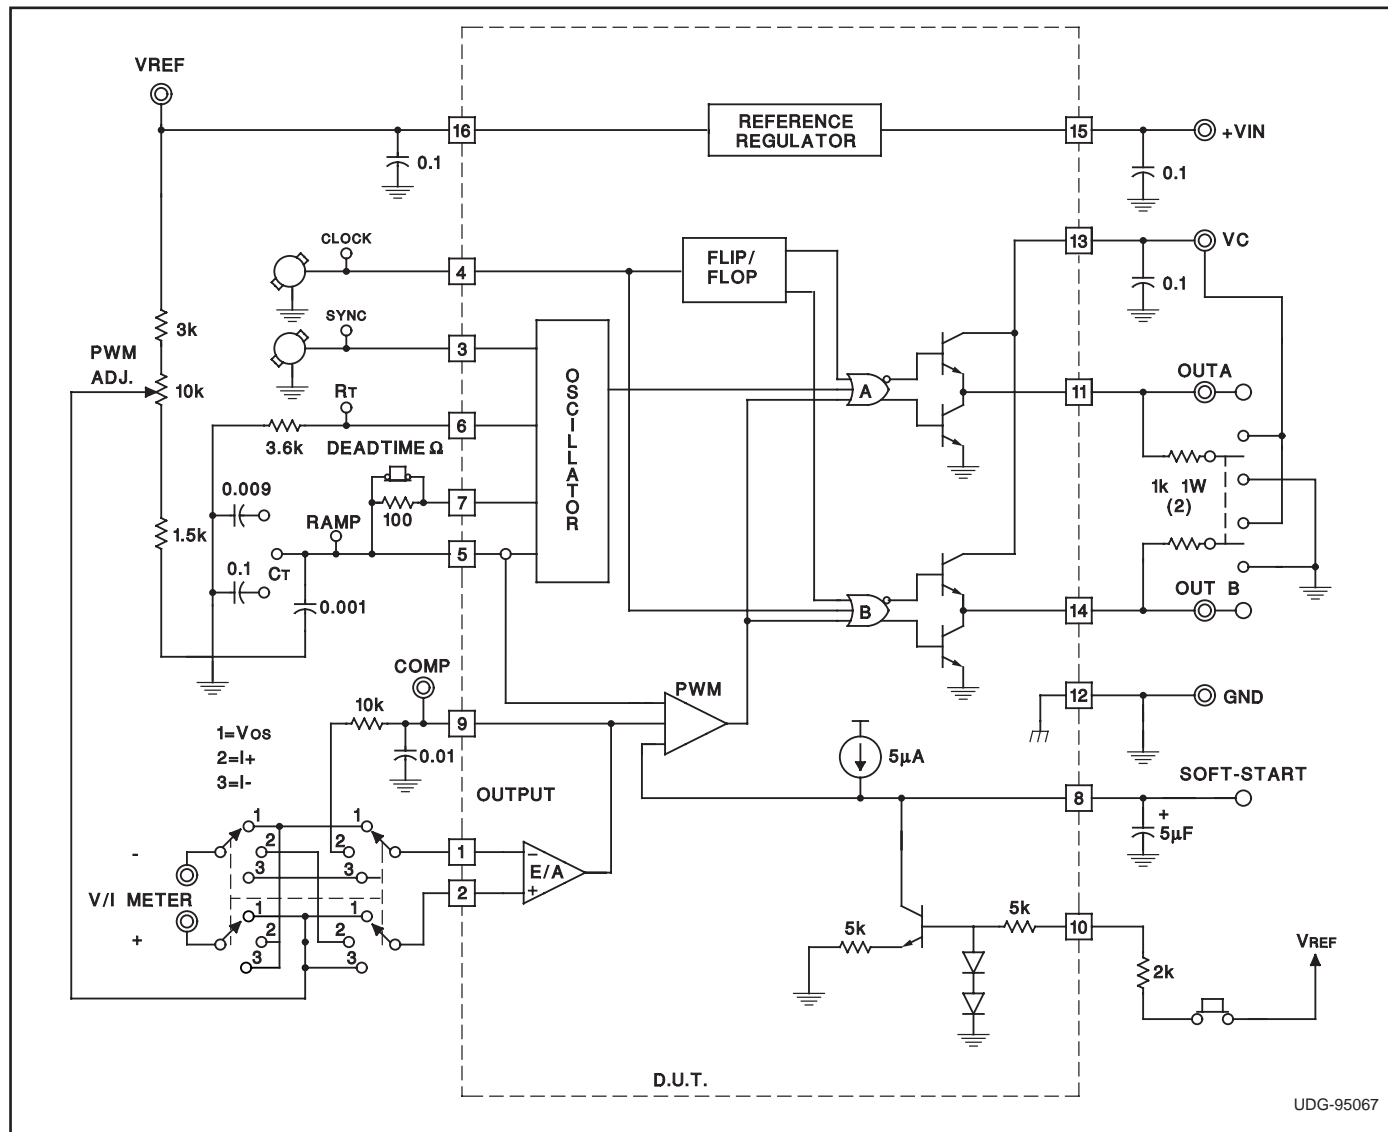 VREF
16
REFERENCE
REGULATOR
15
+VIN
0.1
0.1
CLOCK
4
FLIP/
FLOP
13
VC
0.1
SYNC
3
3k
PWM
ADJ.
10k
RT
6
3.6k
DEADTIME Ω
OSCILLATOR
A
11
OUTA
0.009
7
100
1k 1W
(2)
RAMP
1.5k
5
CT
0.1
0.001
B
14
OUT B
COMP
PWM
12
GND
10k
9
1=VOS
2=I+
3=I-
0.01
5µA
SOFT-START
OUTPUT
8
+
5µF
1
1
2
2
3
3
-
1
−
E/A
+
2
V/I METER
+
1
1
2
2
3
3
5k
5k
10
2k
VREF
D.U.T.
UDG-95067